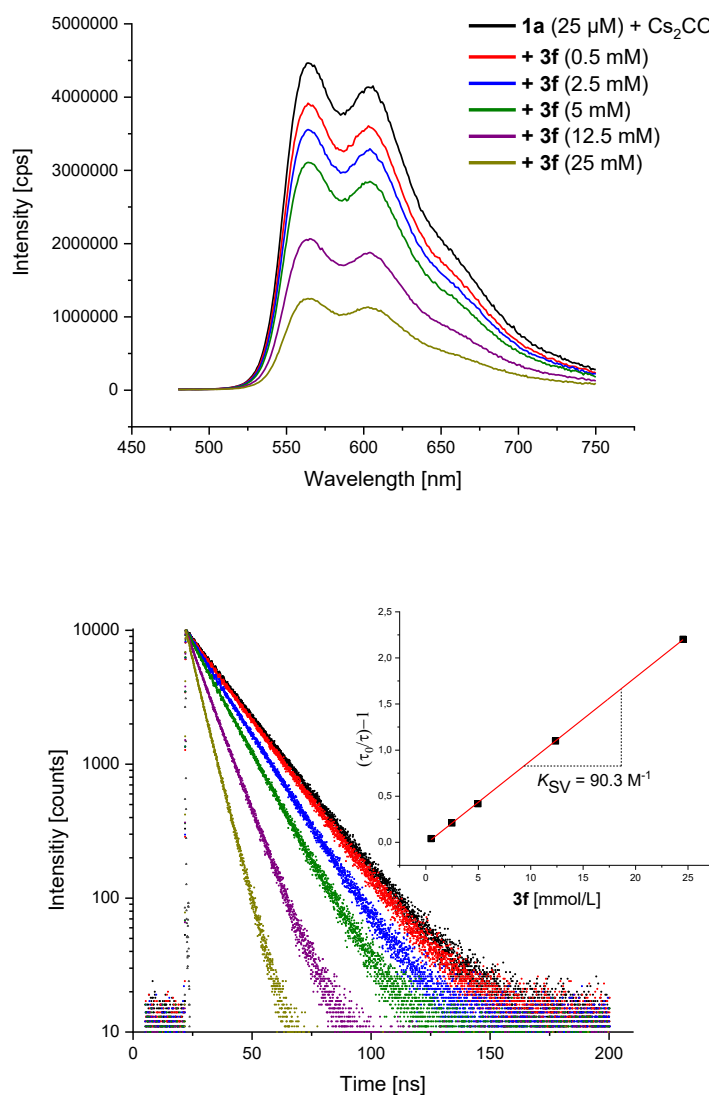 5000000
4000000
3000000
2000000
1000000
0
Intensity [cps]
450 500 550 600 650 700 750
Wavelength [nm]
1a (25 µM) + Cs₂CO
+ 3f (0.5 mM)
+ 3f (2.5 mM)
+ 3f (5 mM)
+ 3f (12.5 mM)
+ 3f (25 mM)
10000
1000
100
10
Intensitiy [counts]
0 50 100 150 200
Time [ns]
2,5
2,0
1,5
1,0
0,5
0,0
(τ₀/τ)−1
K_SV = 90.3 M⁻¹
0 5 10 15 20 25
3f [mmol/L]